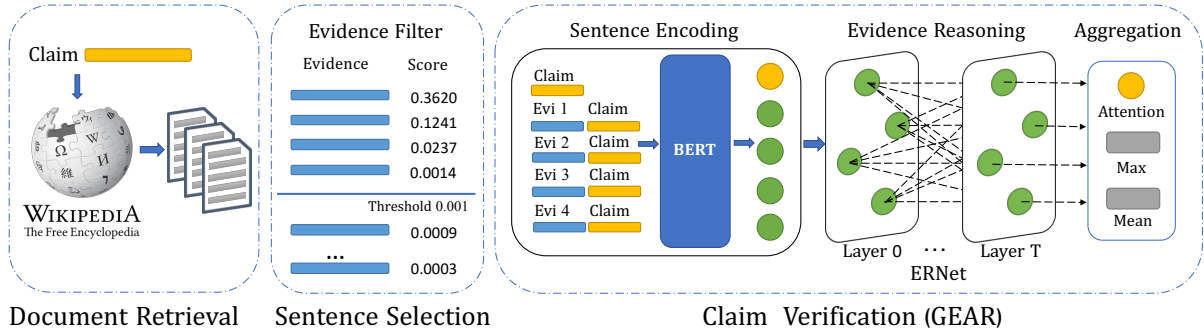 Claim
Ω
W
И
維
WIKIPEDIA
The Free Encyclopedia
Document Retrieval
Evidence Filter
Evidence Score
0.3620
0.1241
0.0237
0.0014
Threshold 0.001
0.0009
...
0.0003
Sentence Selection
Sentence Encoding
Claim
Evi 1 Claim
Evi 2 Claim
Evi 3 Claim
Evi 4 Claim
BERT
Evidence Reasoning
Layer 0 ... Layer T
ERNet
Aggregation
Attention
Max
Mean
Claim Verification (GEAR)